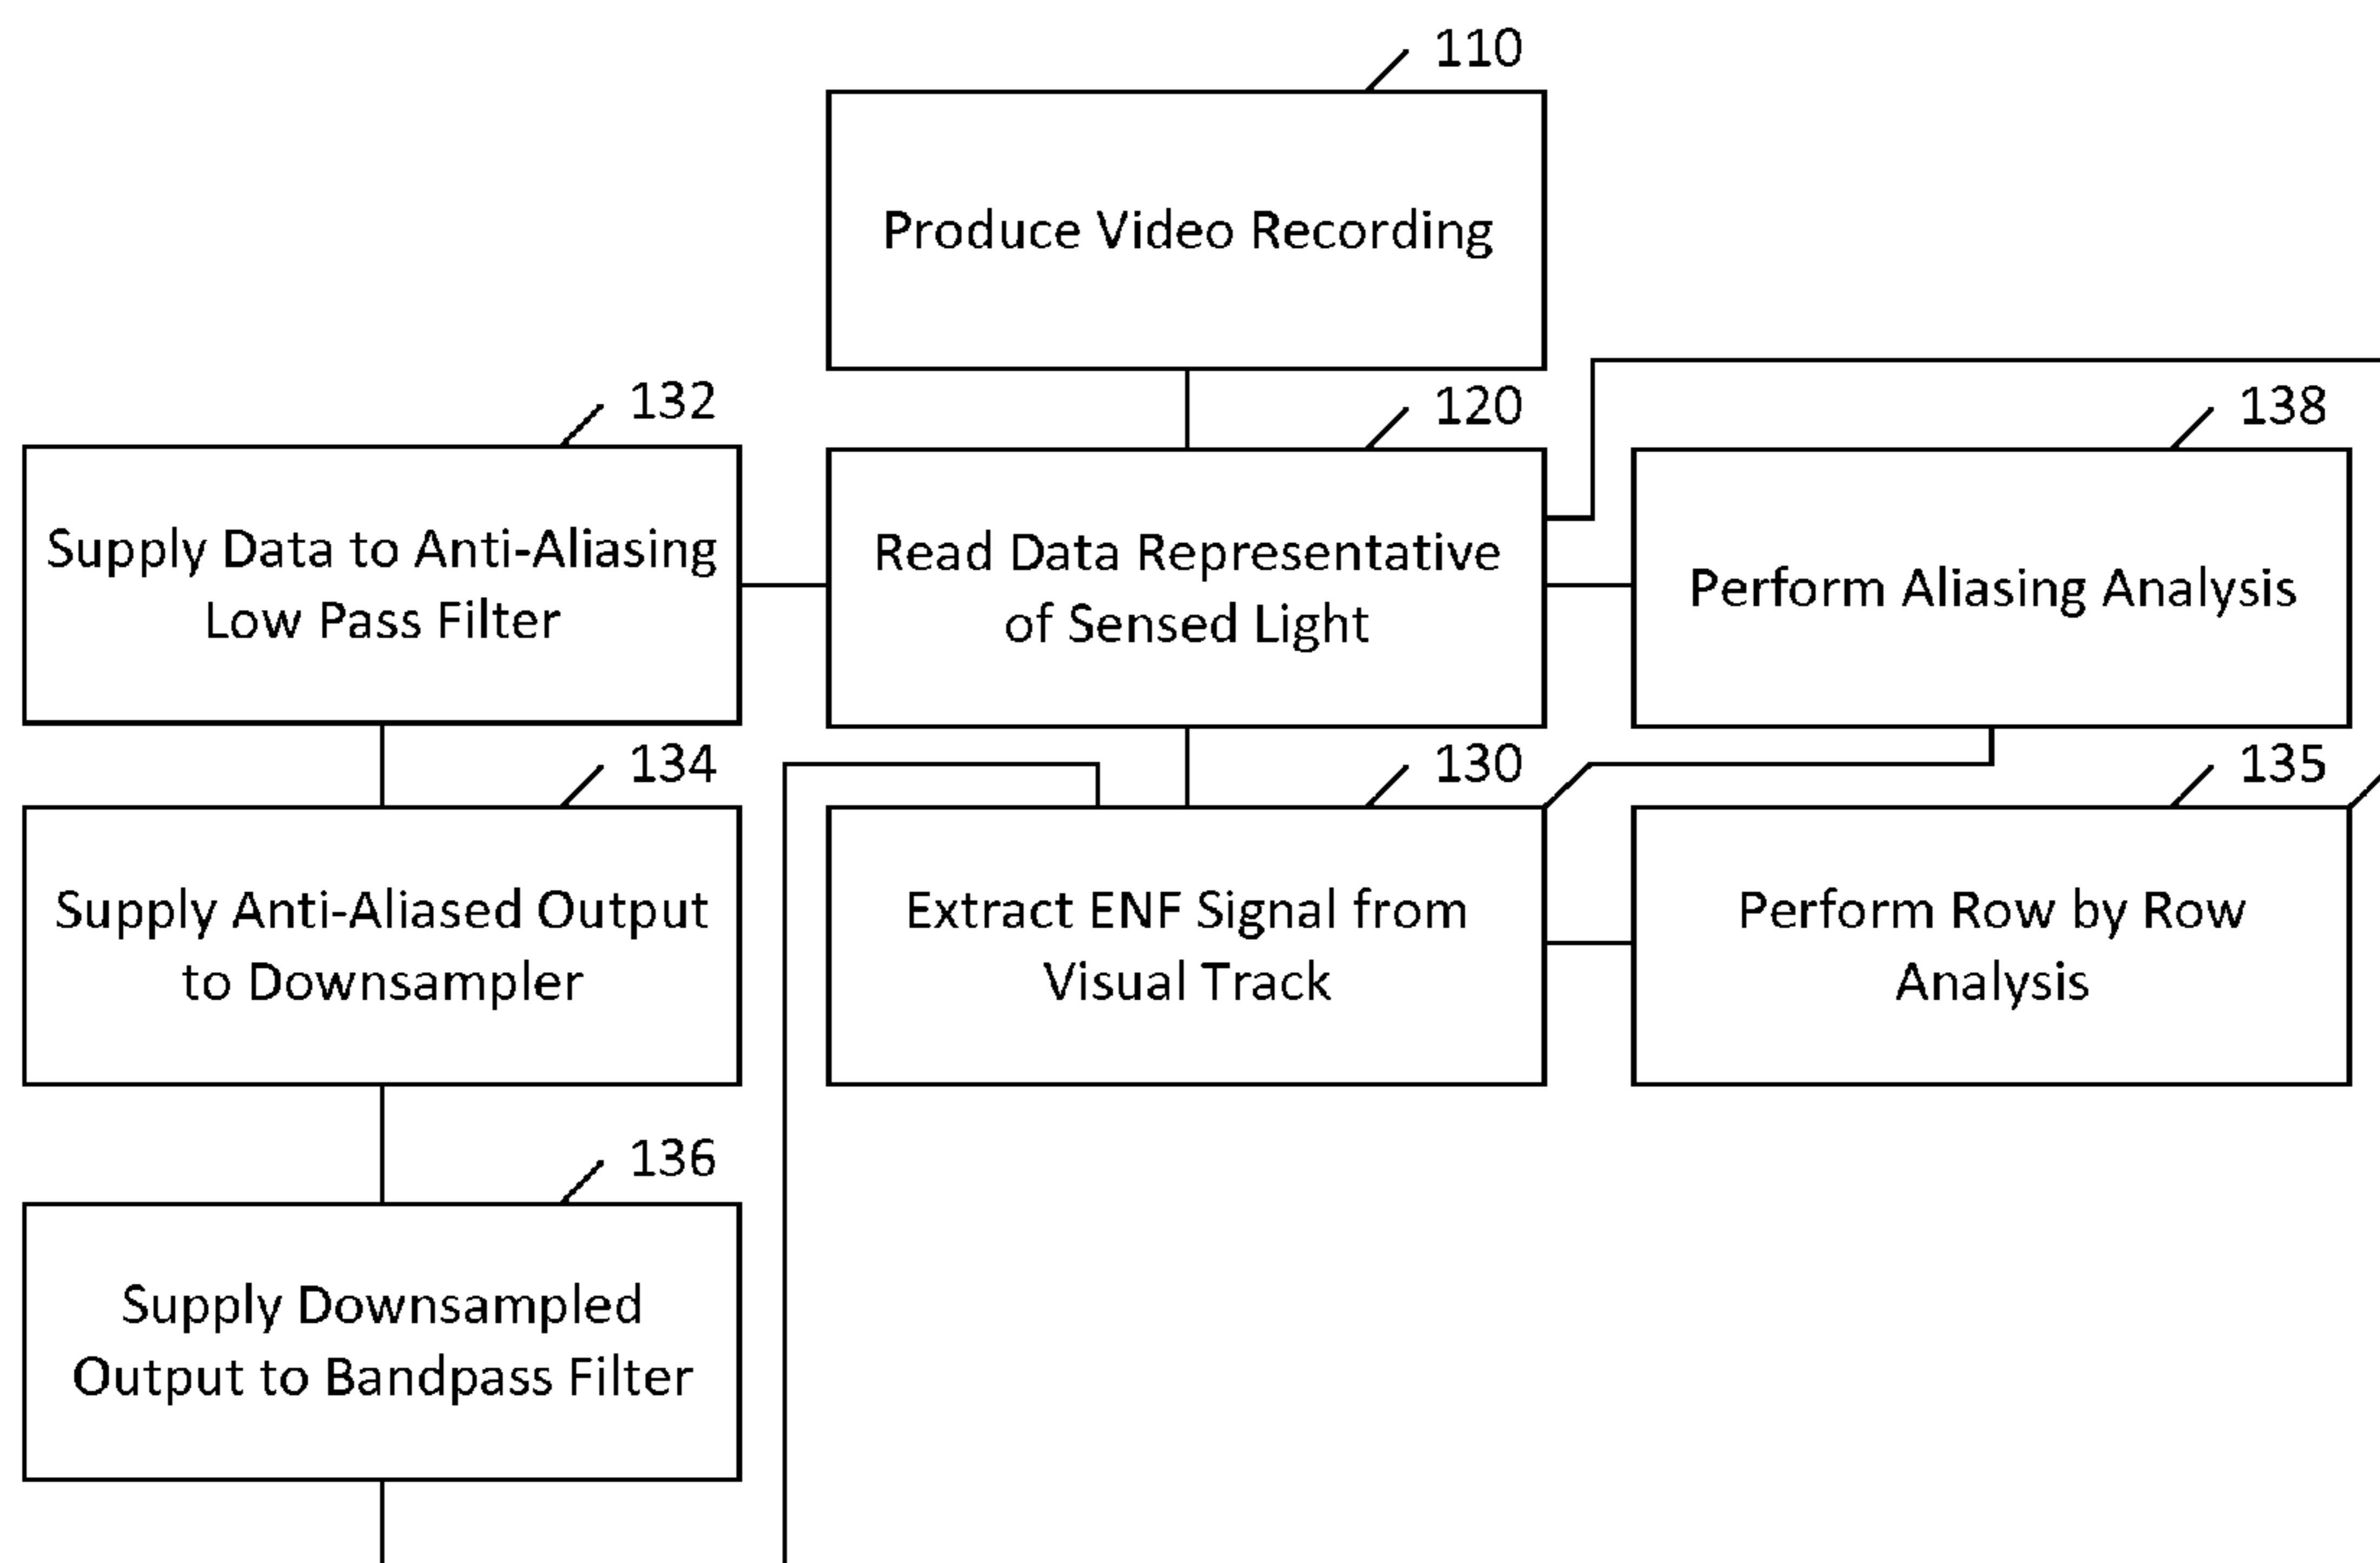 110
Produce Video Recording
132
120
138
Supply Data to Anti-Aliasing
Low Pass Filter
Read Data Representative
of Sensed Light
Perform Aliasing Analysis
134
130
135
Supply Anti-Aliased Output
to Downsampler
Extract ENF Signal from
Visual Track
Perform Row by Row
Analysis
136
Supply Downsampled
Output to Bandpass Filter